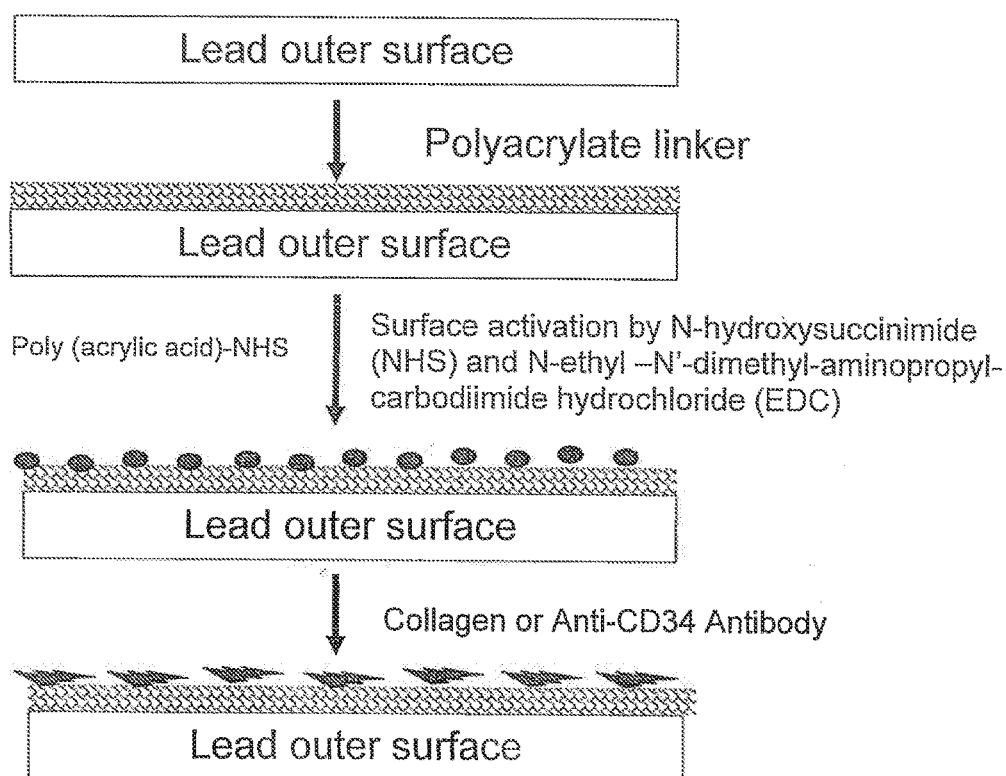 Lead outer surface
Polyacrylate linker
Lead outer surface
Poly (acrylic acid)-NHS
Surface activation by N-hydroxysuccinimide
(NHS) and N-ethyl –N'-dimethyl-aminopropyl-
carbodiimide hydrochloride (EDC)
Lead outer surface
Collagen or Anti-CD34 Antibody
Lead outer surface